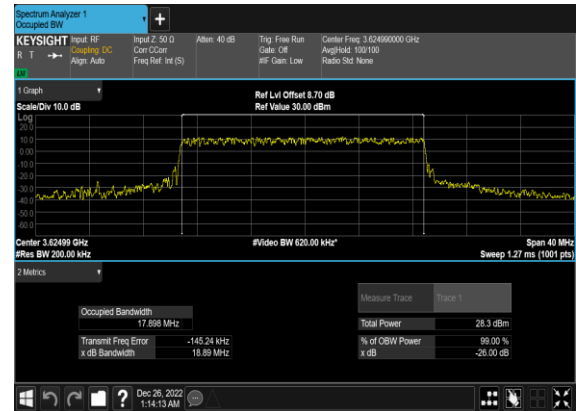 Spectrum Analyzer 1
Occupied BW
+
KEYSIGHT Input: RF Input Z: 50 Ω Atten: 40 dB Trig: Free Run Center Freq: 3.624990000 GHz
R T Coupling: DC Corr CCorr Gate: Off Avg|Hold: 100/100
Align: Auto Freq Ref: Int (S) #IF Gain: Low Radio Std: None
LXI
1 Graph
Ref Lvl Offset 8.70 dB
Scale/Div 10.0 dB Ref Value 30.00 dBm
Log
20.0
10.0
0.00
-10.0
-20.0
-30.0
-40.0
-50.0
-60.0
Center 3.62499 GHz #Video BW 620.00 kHz* Span 40 MHz
#Res BW 200.00 kHz Sweep 1.27 ms (1001 pts)
2 Metrics
Measure Trace Trace 1
Occupied Bandwidth
17.898 MHz Total Power 28.3 dBm
Transmit Freq Error -145.24 kHz % of OBW Power 99.00 %
x dB Bandwidth 18.89 MHz x dB -26.00 dB
? Dec 26, 2022
1:14:13 AM